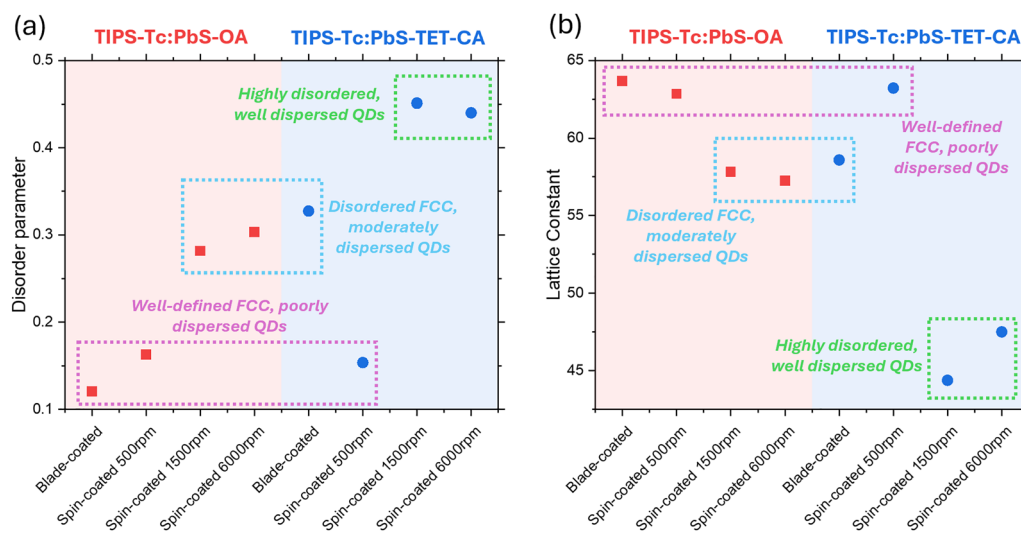 (a)
TIPS-Tc:PbS-OA
TIPS-Tc:PbS-TET-CA
Disorder parameter
0.5
0.4
0.3
0.2
0.1
Highly disordered,
well dispersed QDs
Disordered FCC,
moderately
dispersed QDs
Well-defined FCC, poorly
dispersed QDs
Blade-coated
Spin-coated 500rpm
Spin-coated 1500rpm
Spin-coated 6000rpm
Blade-coated
Spin-coated 500rpm
Spin-coated 1500rpm
Spin-coated 6000rpm
(b)
TIPS-Tc:PbS-OA
TIPS-Tc:PbS-TET-CA
Lattice Constant
65
60
55
50
45
Well-defined
FCC, poorly
dispersed QDs
Disordered FCC,
moderately
dispersed QDs
Highly disordered,
well dispersed QDs
Blade-coated
Spin-coated 500rpm
Spin-coated 1500rpm
Spin-coated 6000rpm
Blade-coated
Spin-coated 500rpm
Spin-coated 1500rpm
Spin-coated 6000rpm